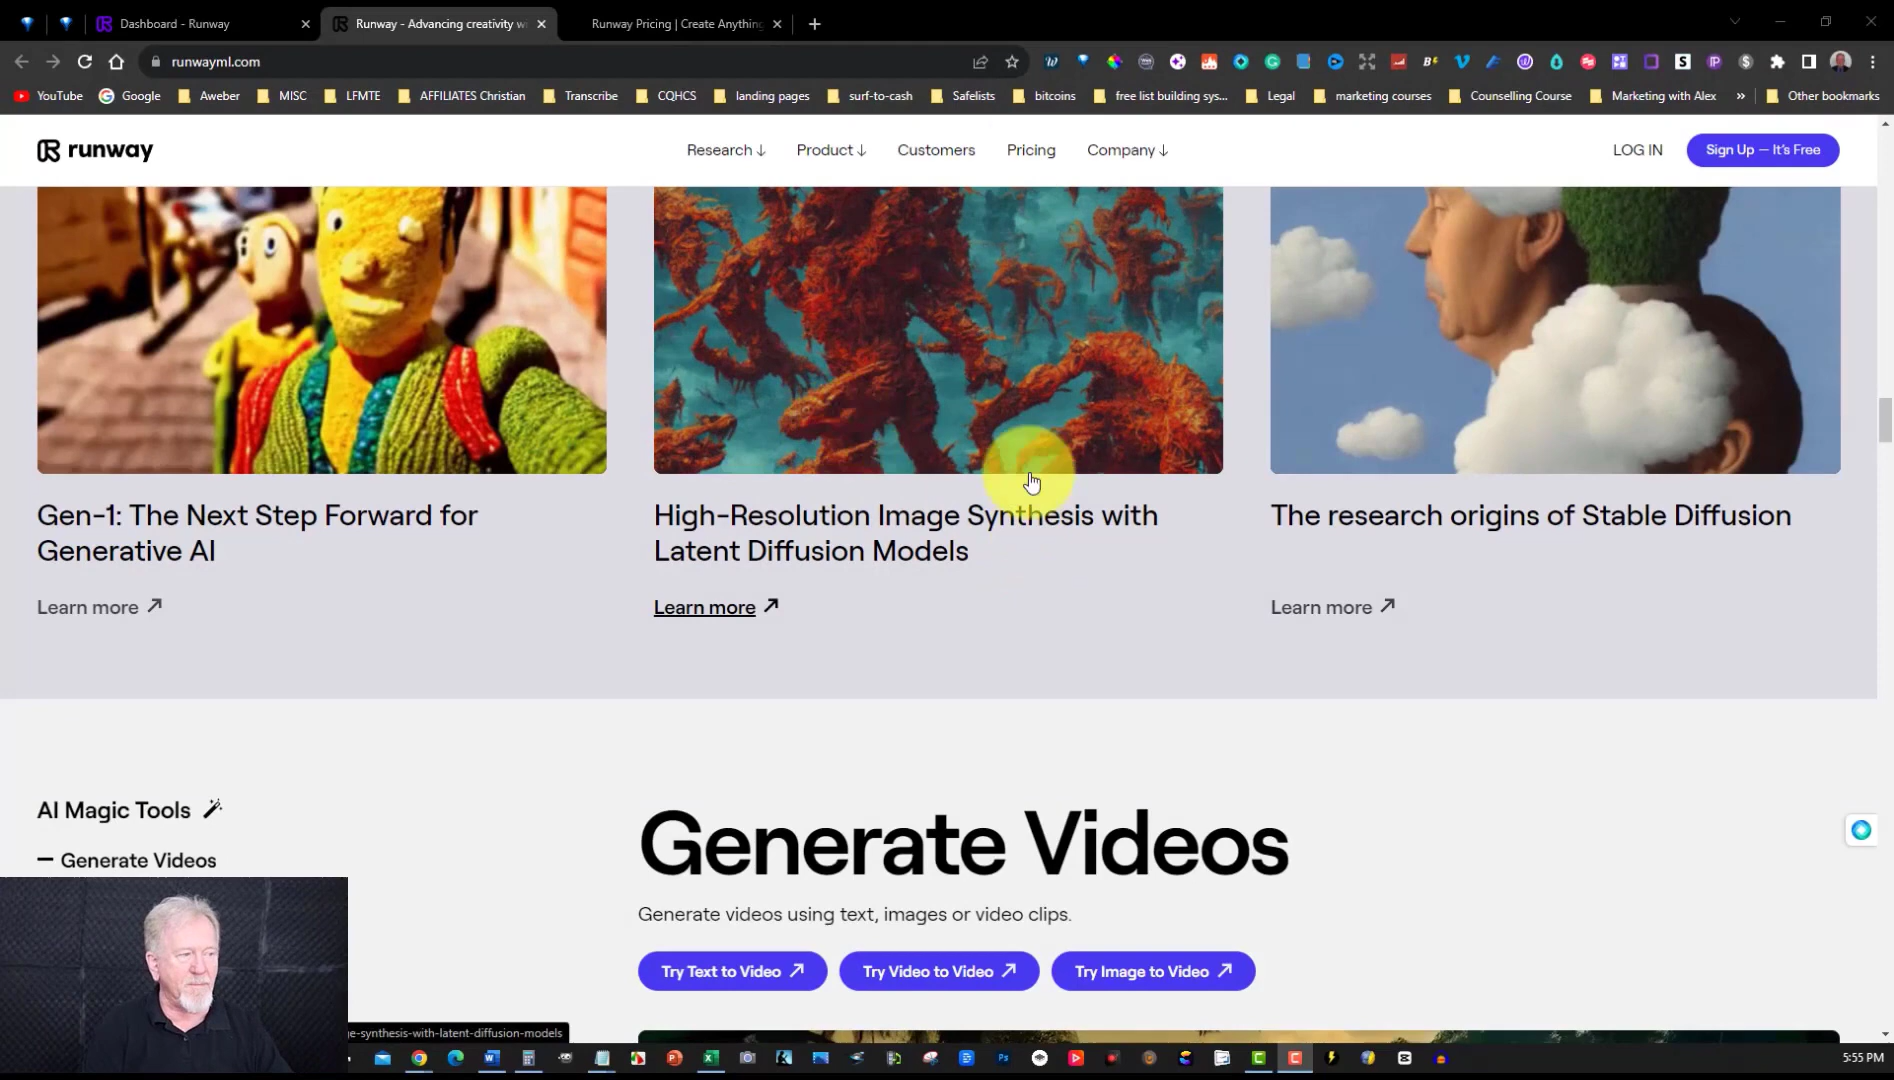 Dashboard - Runway
Runway - Advancing creativity w
Runway Pricing | Create Anything
runwayml.com
YouTube
Google
Aweber
MISC
LFMTE
AFFILIATES Christian
Transcribe
CQHCS
landing pages
surf-to-cash
Safelists
bitcoins
free list building sys...
Legal
marketing courses
Counselling Course
Marketing with Alex
»
Other bookmarks
runway
Research ↓
Product ↓
Customers
Pricing
Company ↓
LOG IN
Sign Up — It's Free
Gen-1: The Next Step Forward for
Generative AI
Learn more ↗
High-Resolution Image Synthesis with
Latent Diffusion Models
Learn more ↗
The research origins of Stable Diffusion
Learn more ↗
AI Magic Tools
— Generate Videos
Generate Videos
Generate videos using text, images or video clips.
Try Text to Video ↗
Try Video to Video ↗
Try Image to Video ↗
e-synthesis-with-latent-diffusion-models
5:55 PM